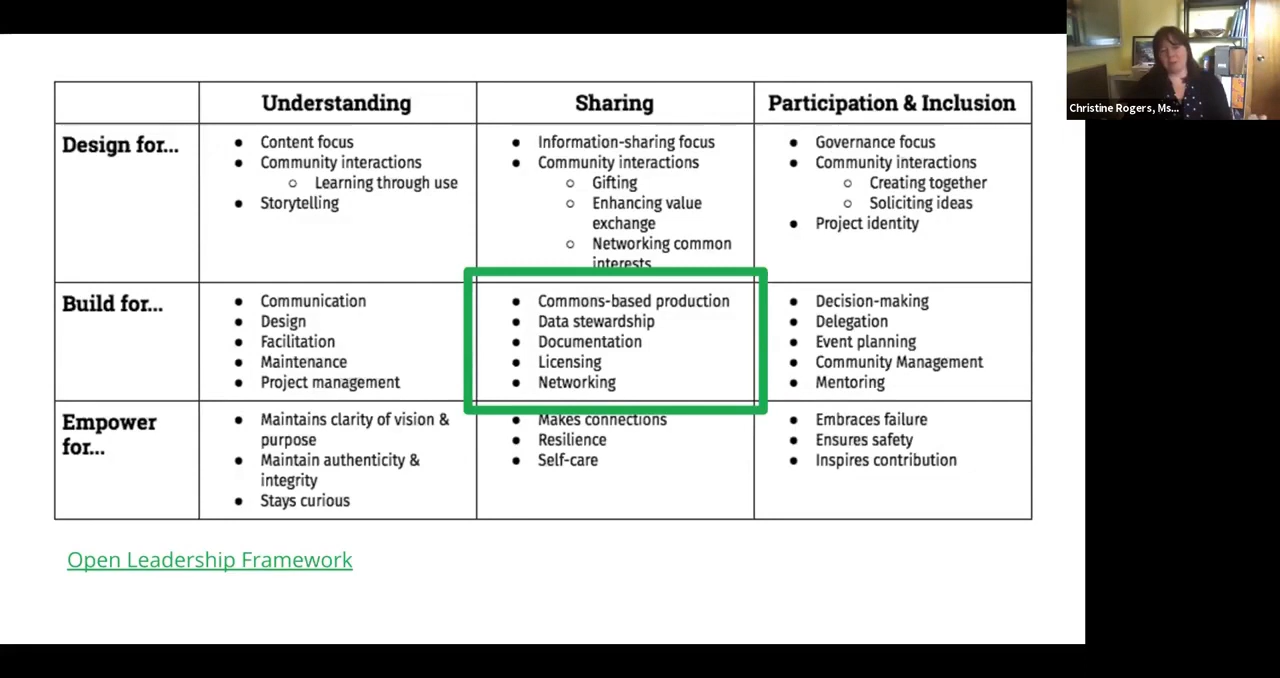 Christine Rogers, Ms...
Understanding
Sharing
Participation & Inclusion
Design for...
● Content focus
● Community interactions
○ Learning through use
● Storytelling
● Information-sharing focus
● Community interactions
○ Gifting
○ Enhancing value
exchange
○ Networking common
interests
● Governance focus
● Community interactions
○ Creating together
○ Soliciting ideas
● Project identity
Build for...
● Communication
● Design
● Facilitation
● Maintenance
● Project management
● Commons-based production
● Data stewardship
● Documentation
● Licensing
● Networking
● Decision-making
● Delegation
● Event planning
● Community Management
● Mentoring
Empower
for...
● Maintains clarity of vision &
purpose
● Maintain authenticity &
integrity
● Stays curious
● Makes connections
● Resilience
● Self-care
● Embraces failure
● Ensures safety
● Inspires contribution
Open Leadership Framework